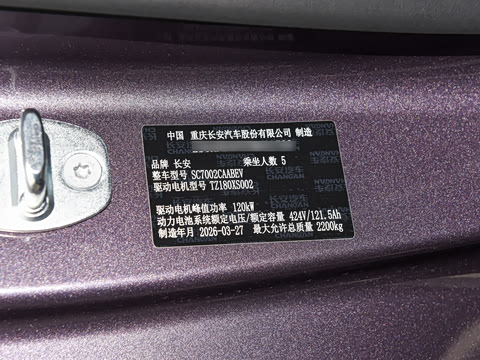 中国 重庆长安汽车股份有限公司 制造
品牌 长安 乘坐人数 5
整车型号 SC7002CAABEV
驱动电机型号 TZ180XS002
驱动电机峰值功率 120kW
动力电池系统额定电压/额定容量 424V/121.5Ah
制造年月 2026-03-27 最大允许总质量 2200kg